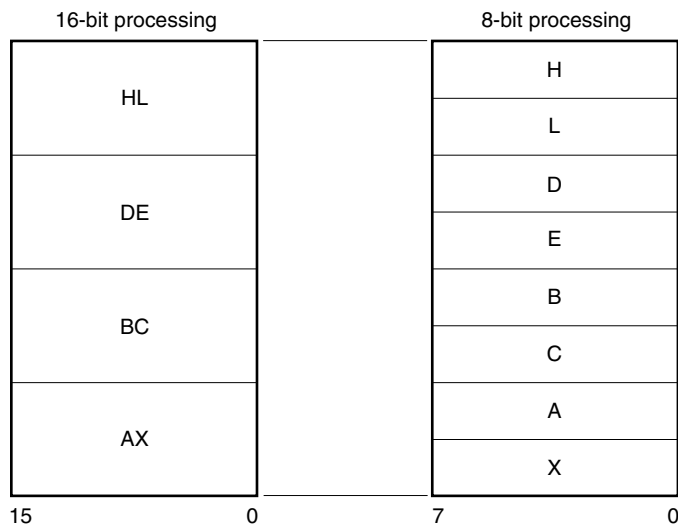 16-bit processing
8-bit processing
HL
DE
BC
AX
H
L
D
E
B
C
A
X
15
0
7
0